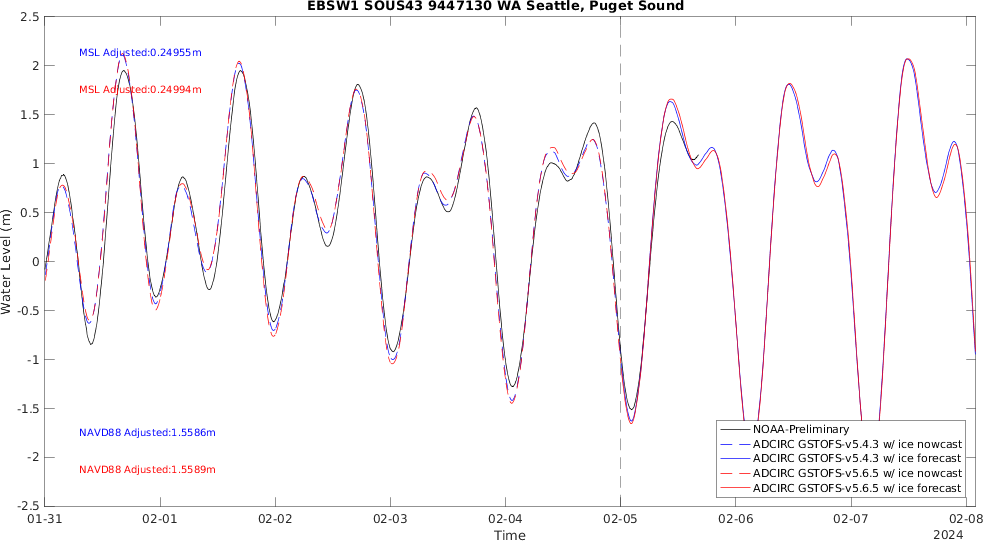 EBSW1 SOUS43 9447130 WA Seattle, Puget Sound
2.5
2
1.5
1
0.5
0
-0.5
-1
-1.5
-2
-2.5
Water Level (m)
MSL Adjusted:0.24955m
MSL Adjusted:0.24994m
NAVD88 Adjusted:1.5586m
NAVD88 Adjusted:1.5589m
NOAA-Preliminary
ADCIRC GSTOFS-v5.4.3 w/ ice nowcast
ADCIRC GSTOFS-v5.4.3 w/ ice forecast
ADCIRC GSTOFS-v5.6.5 w/ ice nowcast
ADCIRC GSTOFS-v5.6.5 w/ ice forecast
01-31 02-01 02-02 02-03 02-04 02-05 02-06 02-07 02-08
Time
2024